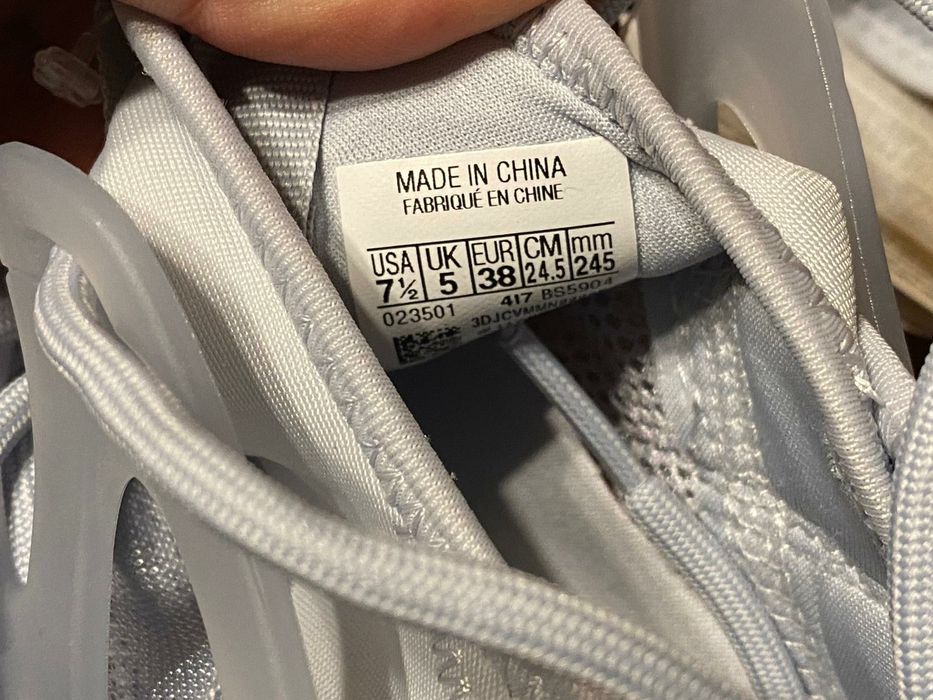 MADE IN CHINA
FABRIQUÉ EN CHINE
USA UK EUR CM mm
7½ 5 38 24.5 245
023501 417 BS5904